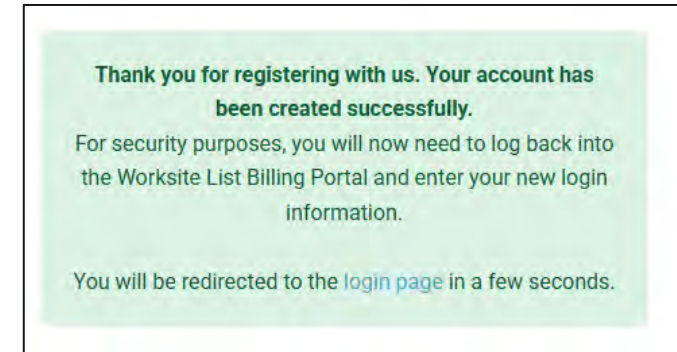 Thank you for registering with us. Your account has
been created successfully.
For security purposes, you will now need to log back into
the Worksite List Billing Portal and enter your new login
information.
You will be redirected to the login page in a few seconds.